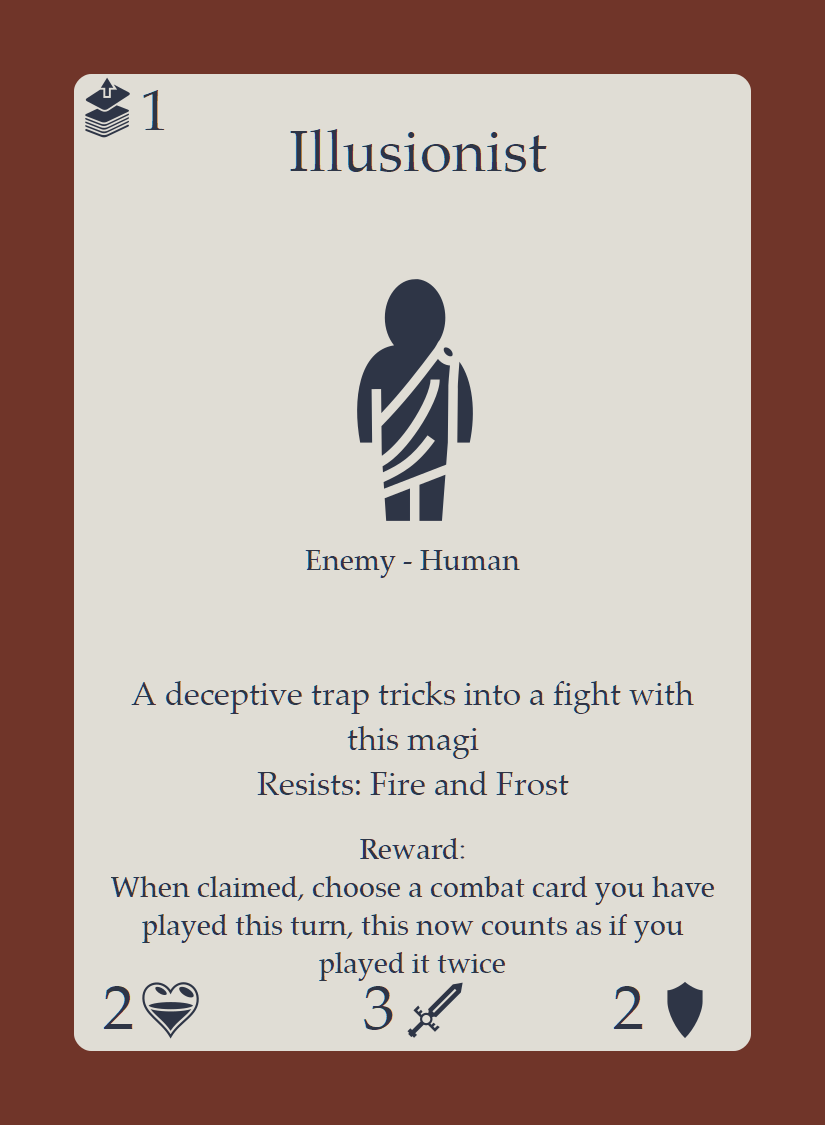 1
Illusionist
Enemy - Human
A deceptive trap tricks into a fight with
this magi
Resists: Fire and Frost
Reward:
When claimed, choose a combat card you have
played this turn, this now counts as if you
played it twice
2 3 2